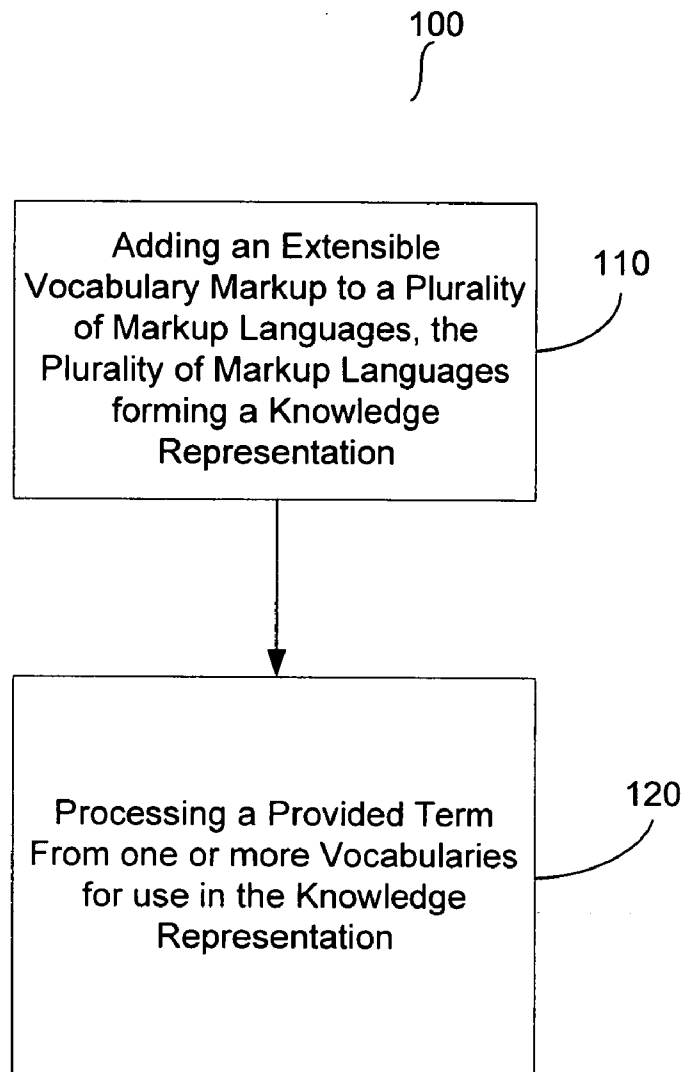 100
Adding an Extensible
Vocabulary Markup to a Plurality
of Markup Languages, the
Plurality of Markup Languages
forming a Knowledge
Representation
110
Processing a Provided Term
From one or more Vocabularies
for use in the Knowledge
Representation
120